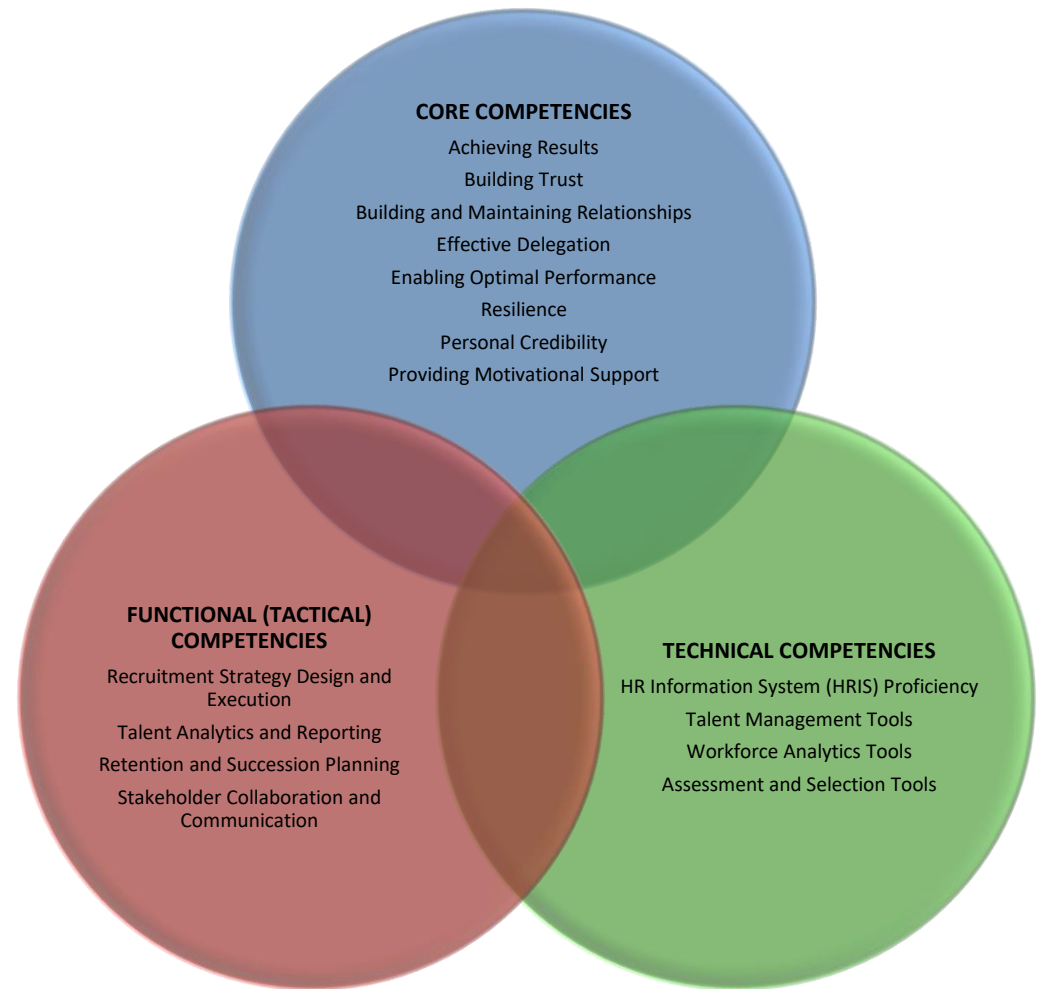 CORE COMPETENCIES
Achieving Results
Building Trust
Building and Maintaining Relationships
Effective Delegation
Enabling Optimal Performance
Resilience
Personal Credibility
Providing Motivational Support
FUNCTIONAL (TACTICAL)
COMPETENCIES
Recruitment Strategy Design and
Execution
Talent Analytics and Reporting
Retention and Succession Planning
Stakeholder Collaboration and
Communication
TECHNICAL COMPETENCIES
HR Information System (HRIS) Proficiency
Talent Management Tools
Workforce Analytics Tools
Assessment and Selection Tools